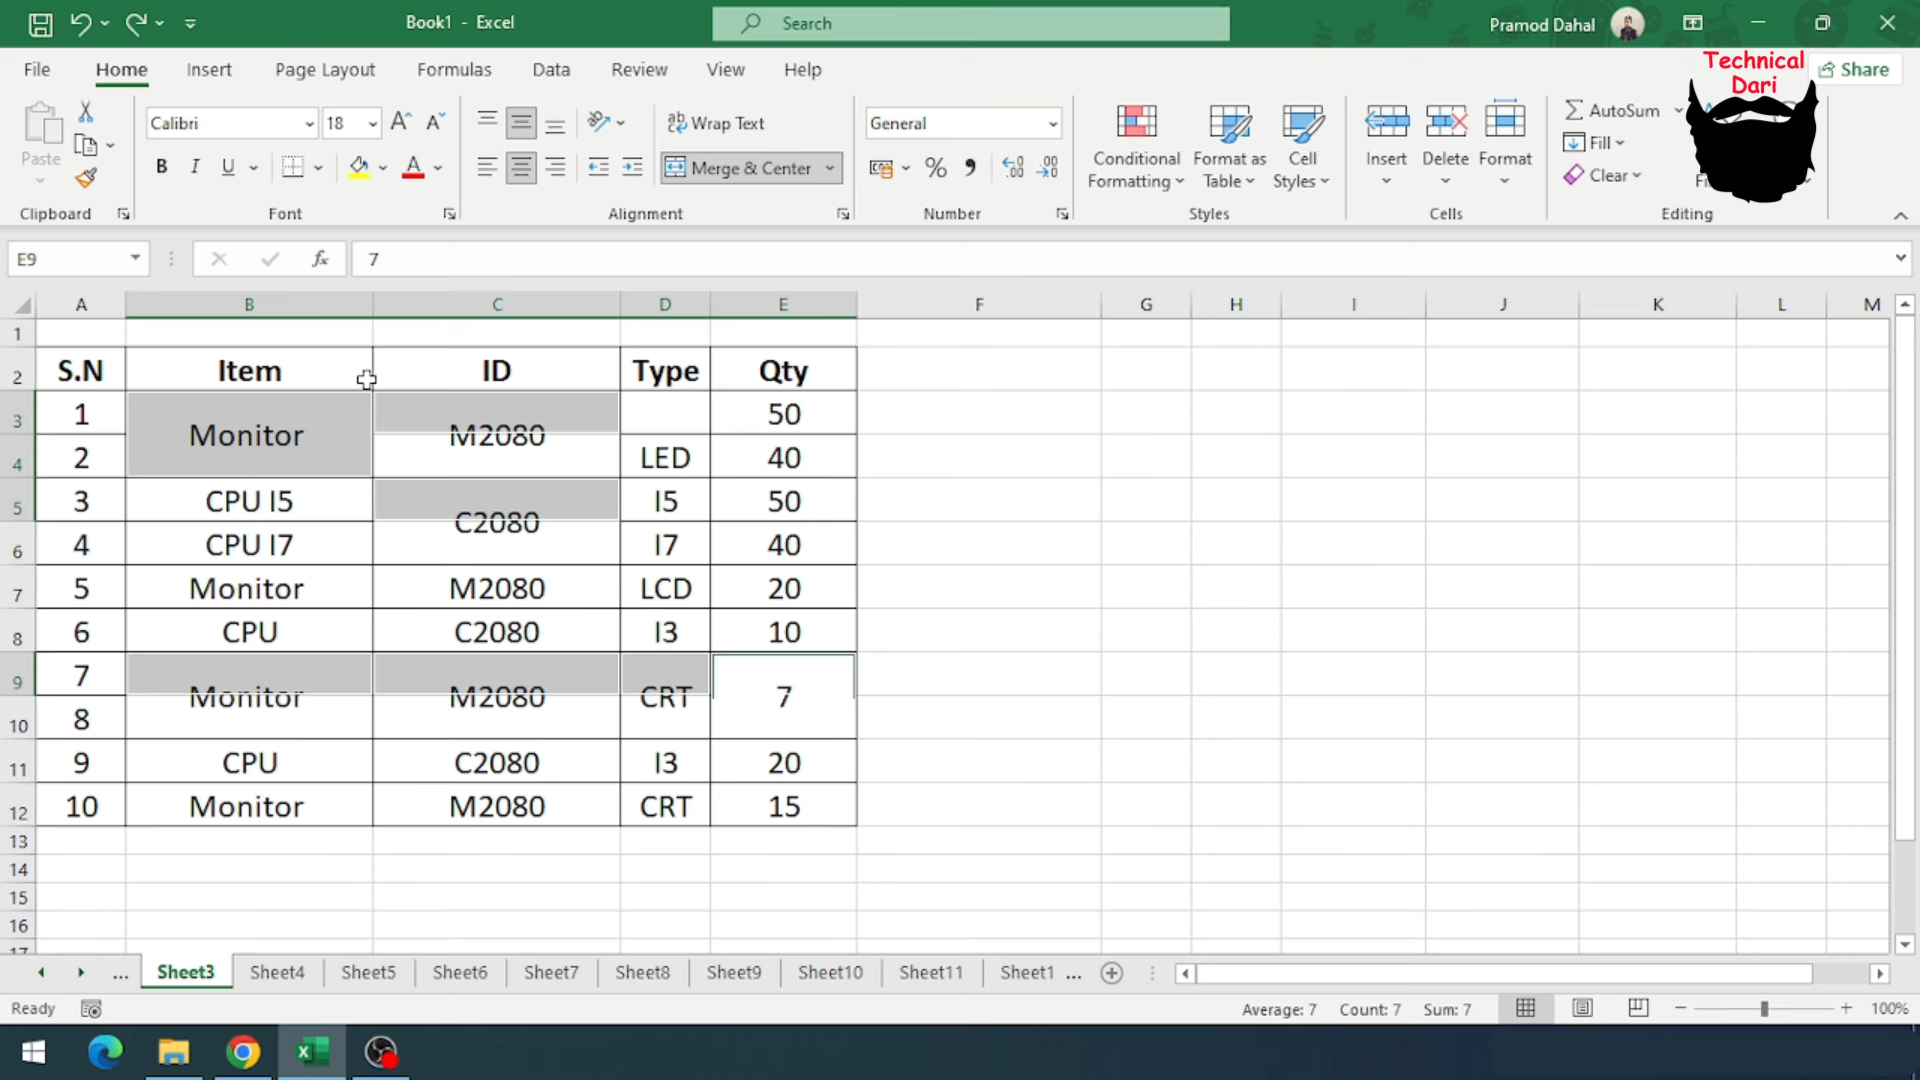 Book1 - Excel
Search
Pramod Dahal
File Home Insert Page Layout Formulas Data Review View Help
Technical
Dari
Share
Paste
Calibri 18
Wrap Text
General
Conditional
Formatting
Format as
Table
Cell
Styles
Insert
Delete
Format
AutoSum
Fill
Clear
B I U
Merge & Center
Clipboard Font Alignment Number Styles Cells Editing
E9 fx 7
A B C D E F G H I J K L M
1
2 S.N Item ID Type Qty
3 1 Monitor M2080 50
4 2 LED 40
5 3 CPU I5 C2080 I5 50
6 4 CPU I7 I7 40
7 5 Monitor M2080 LCD 20
8 6 CPU C2080 I3 10
9 7 Monitor M2080 CRT 7
10 8
11 9 CPU C2080 I3 20
12 10 Monitor M2080 CRT 15
13
14
15
16
17
... Sheet3 Sheet4 Sheet5 Sheet6 Sheet7 Sheet8 Sheet9 Sheet10 Sheet11 Sheet1 ...
Ready Average: 7 Count: 7 Sum: 7 100%